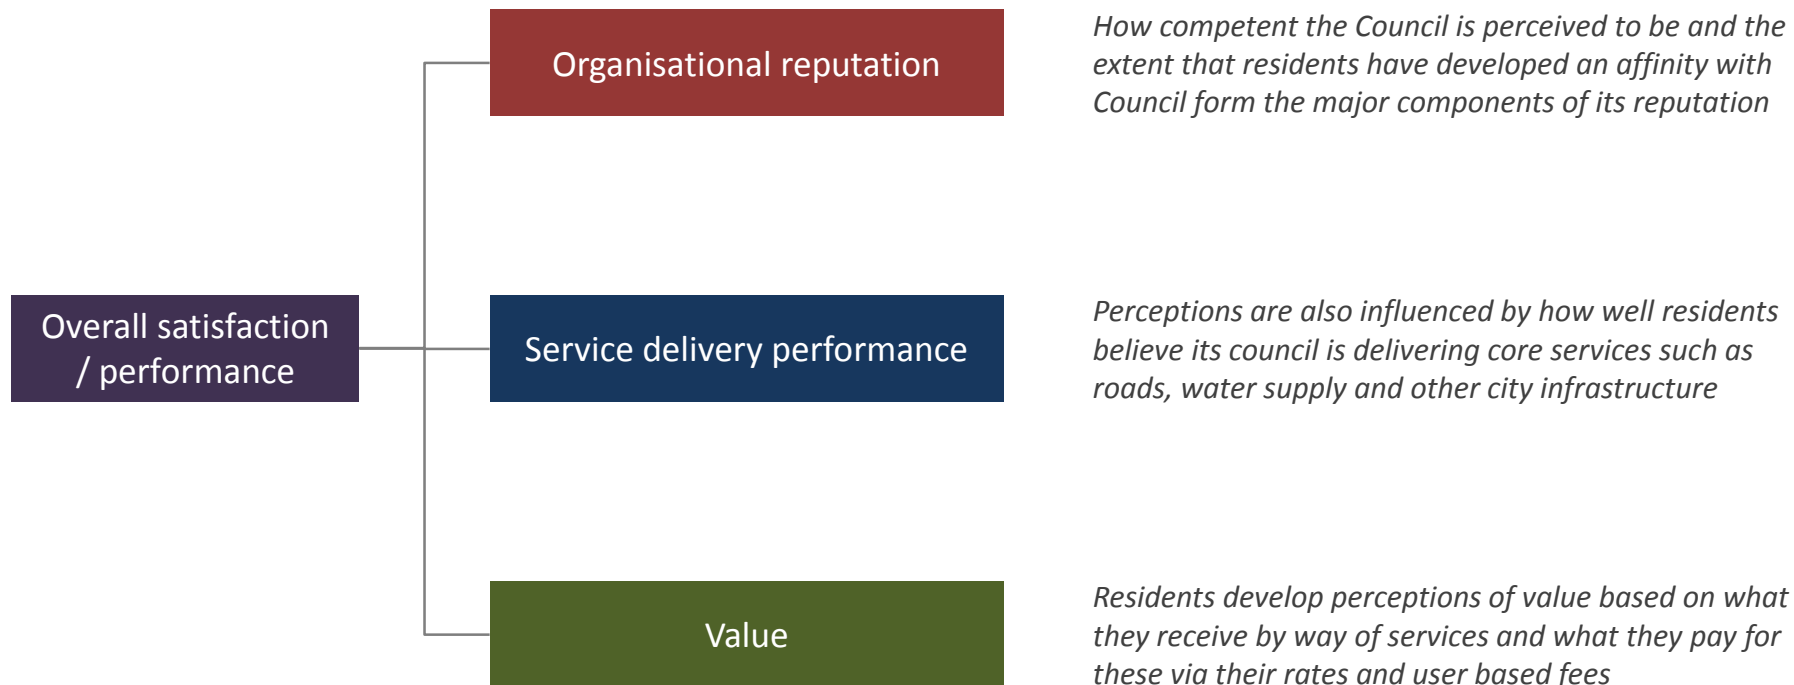 Organisational reputation
How competent the Council is perceived to be and the
extent that residents have developed an affinity with
Council form the major components of its reputation
Overall satisfaction
/ performance
Service delivery performance
Perceptions are also influenced by how well residents
believe its council is delivering core services such as
roads, water supply and other city infrastructure
Value
Residents develop perceptions of value based on what
they receive by way of services and what they pay for
these via their rates and user based fees